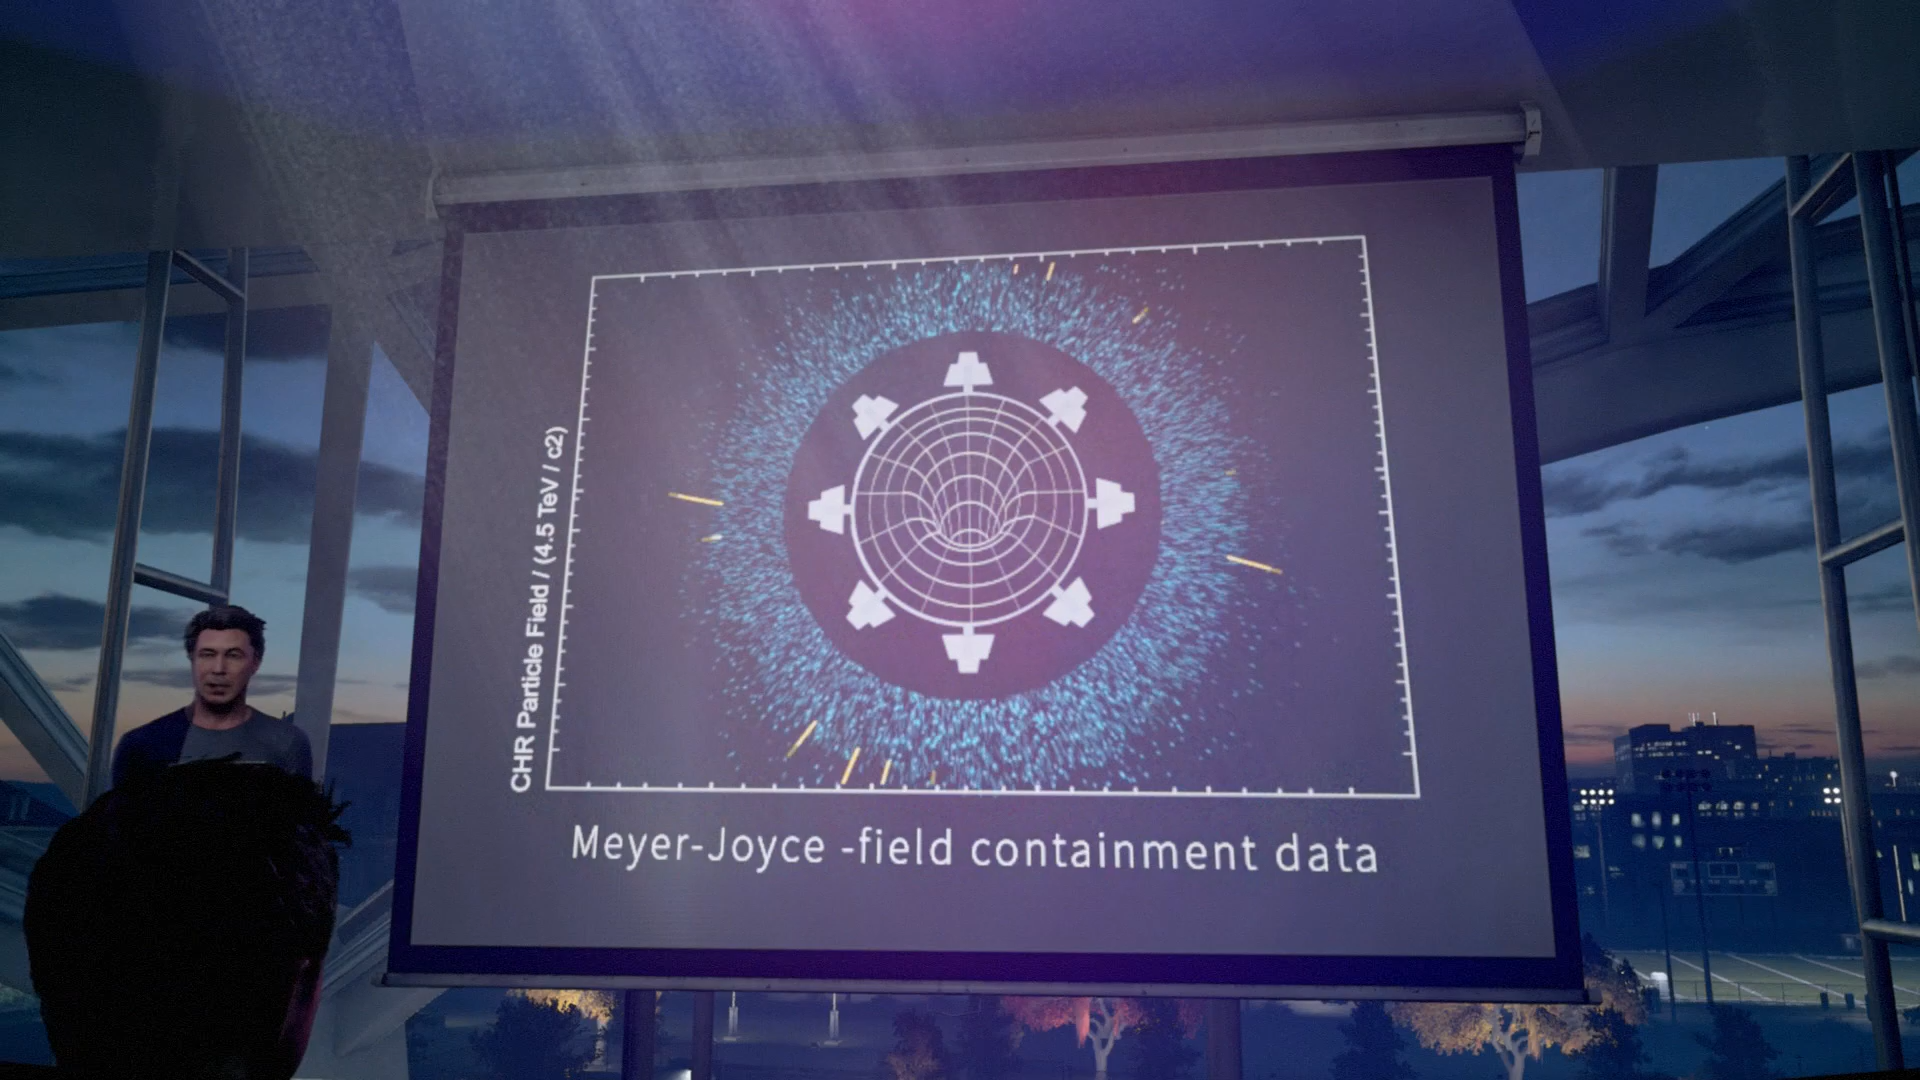 CHR Particle Field / (4.5 TeV / c2)
Meyer-Joyce -field containment data